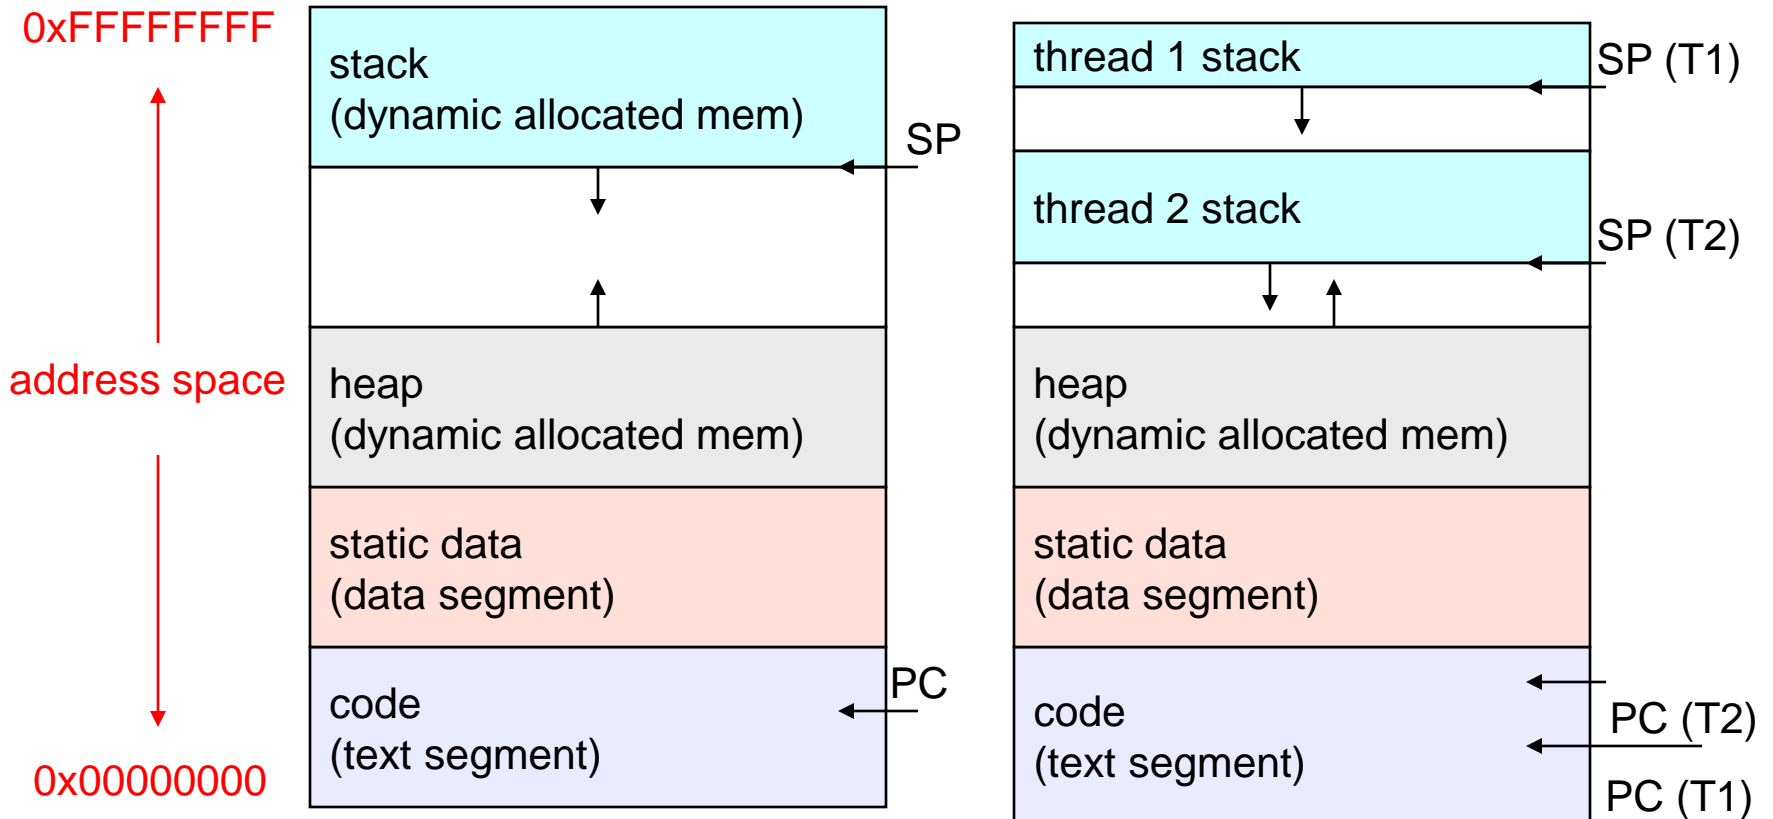 0xFFFFFFFF
address space
0x00000000
stack
(dynamic allocated mem)
SP
heap
(dynamic allocated mem)
static data
(data segment)
code
(text segment)
PC
thread 1 stack
SP (T1)
thread 2 stack
SP (T2)
heap
(dynamic allocated mem)
static data
(data segment)
code
(text segment)
PC (T2)
PC (T1)